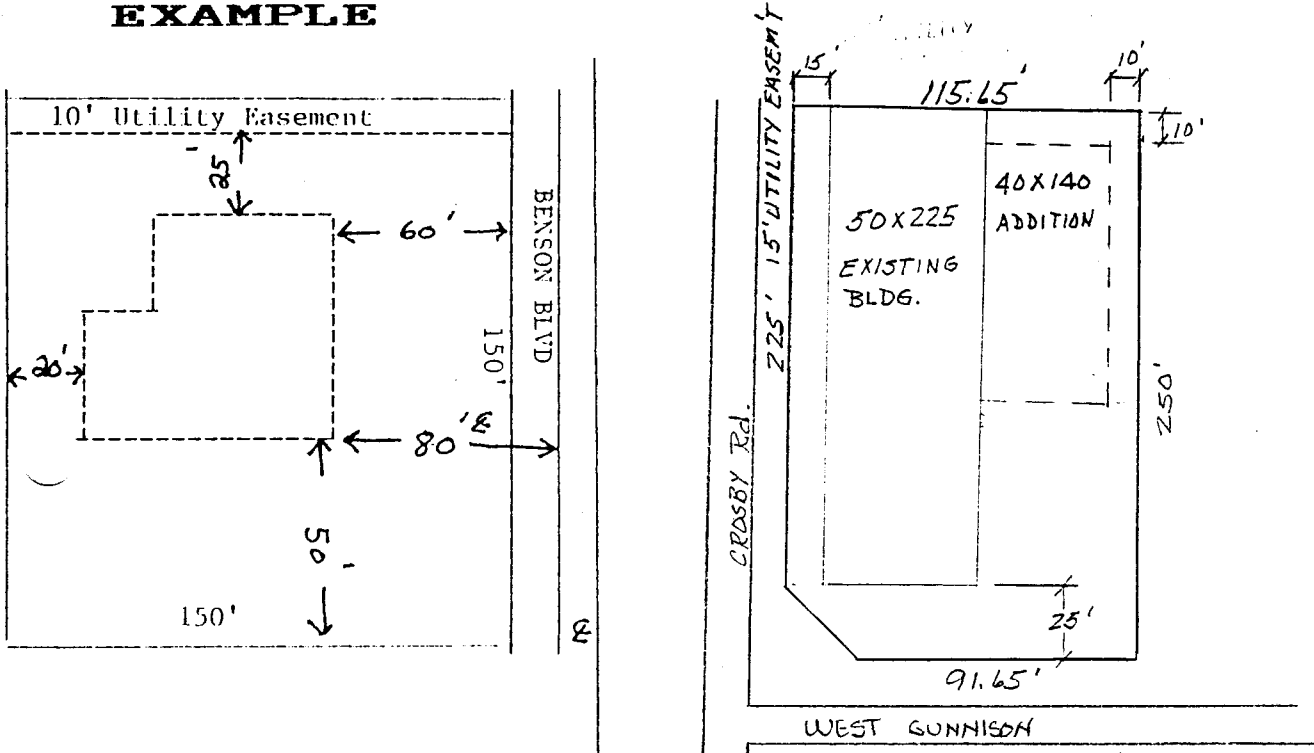 EXAMPLE
10' Utility Easement
25'
60'
BENSON BLVD
150'
20'
80' ℄
50'
150'
℄
UTILITY
15'
10'
115.65'
10'
225' 15' UTILITY EASEM'T
40X140
ADDITION
50X225
EXISTING
BLDG.
250'
CROSBY Rd.
25'
91.65'
WEST GUNNISON